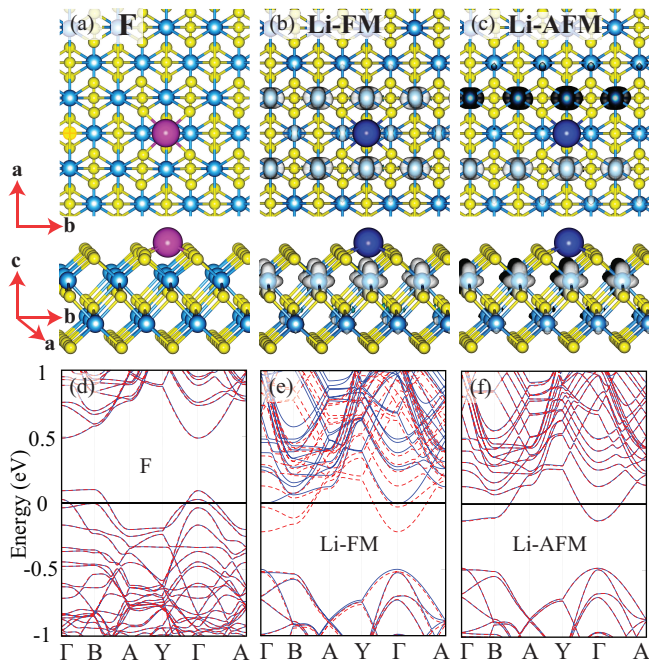 (a) F (b) Li-FM (c) Li-AFM
a
b
c
b
a
(d) (e) (f)
1
0.5
0
-0.5
-1
Energy (eV)
F
Li-FM
Li-AFM
Γ B A Y Γ A Γ B A Y Γ A Γ B A Y Γ A